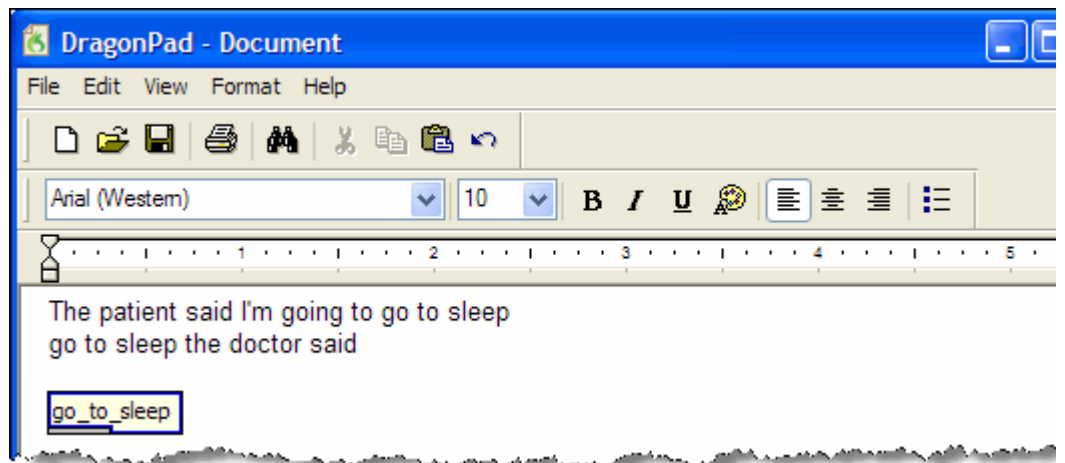 DragonPad - Document
File Edit View Format Help
Arial (Western) 10 B I U A
1 2 3 4 5
The patient said I'm going to go to sleep
go to sleep the doctor said
go_to_sleep